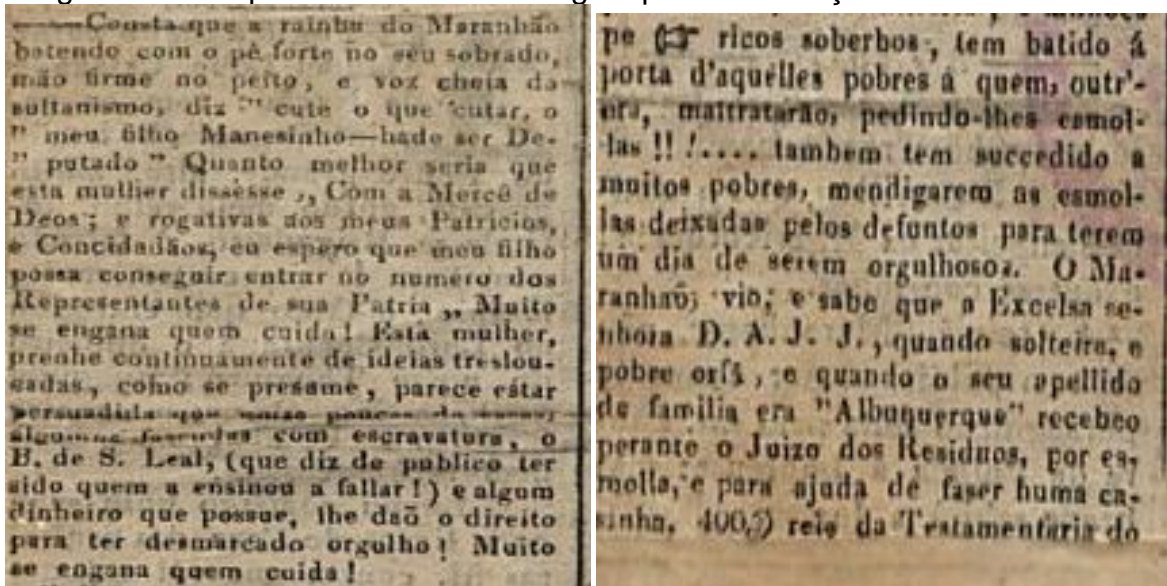 ——Consta que a rainha do Maranhão
batendo com o pé forte no seu sobrado,
mão firme no peito, e voz cheia de
sultanismo, diz " cute o que cutar, o
" meu filho Manesinho—hade ser De-
" putado " Quanto melhor seria que
esta mulher dissésse ,, Com a Mercê de
Deos; e rogativas aos meus Patricios,
e Concidadãos, eu espero que meu filho
possa conseguir entrar no numero dos
Representantes de sua Patria ,, Muito
se engana quem cuida! Esta mulher,
prenhe continuamente de ideias treslou-
cadas, como se presume, parece estar
persuadida que
algumas fasendas com escravatura, o
B. de S. Leal, (que diz de publico ter
sido quem a ensinou a fallar!) e algum
dinheiro que possue, lhe daõ o direito
para ter desmarcado orgulho! Muito
se engana quem cuida!
pe ☞ ricos soberbos, tem batido á
porta d'aquelles pobres á quem, outr'-
ora, maltratarão, pedindo-lhes esmol-
las !! !.... tambem tem succedido a
muitos pobres, mendigarem as esmol-
las deixadas pelos defuntos para terem
um dia de serem orgulhosos. O Ma-
ranhaõ; vio; e sabe que a Excelsa se-
nhora D. A. J. J., quando solteira, e
pobre orfã, e quando o seu apellido
de familia era "Albuquerque" recebeo
perante o Juizo dos Residuos, por es-
molla, e para ajuda de faser huma ca-
sinha, 400,) reis da Testamentaria do